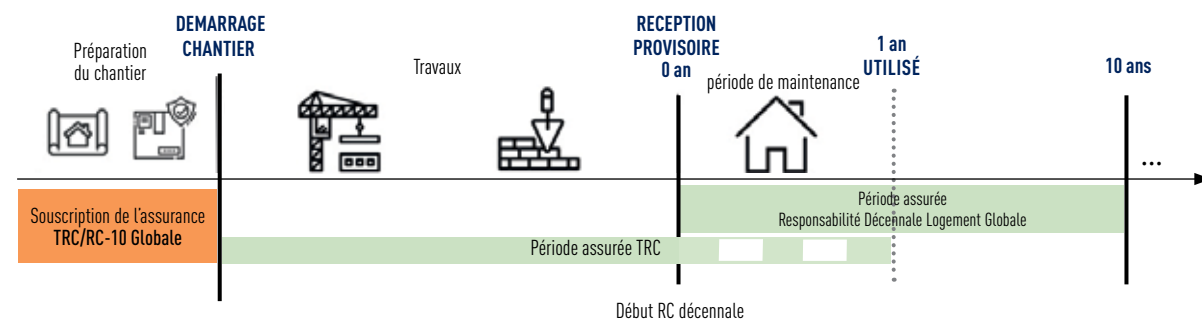 Préparation
du chantier
DEMARRAGE
CHANTIER
Travaux
RECEPTION
PROVISOIRE
0 an
période de maintenance
1 an
UTILISÉ
10 ans
...
Souscription de l'assurance
TRC/RC-10 Globale
Période assurée
Responsabilité Décennale Logement Globale
Période assurée TRC
Début RC décennale